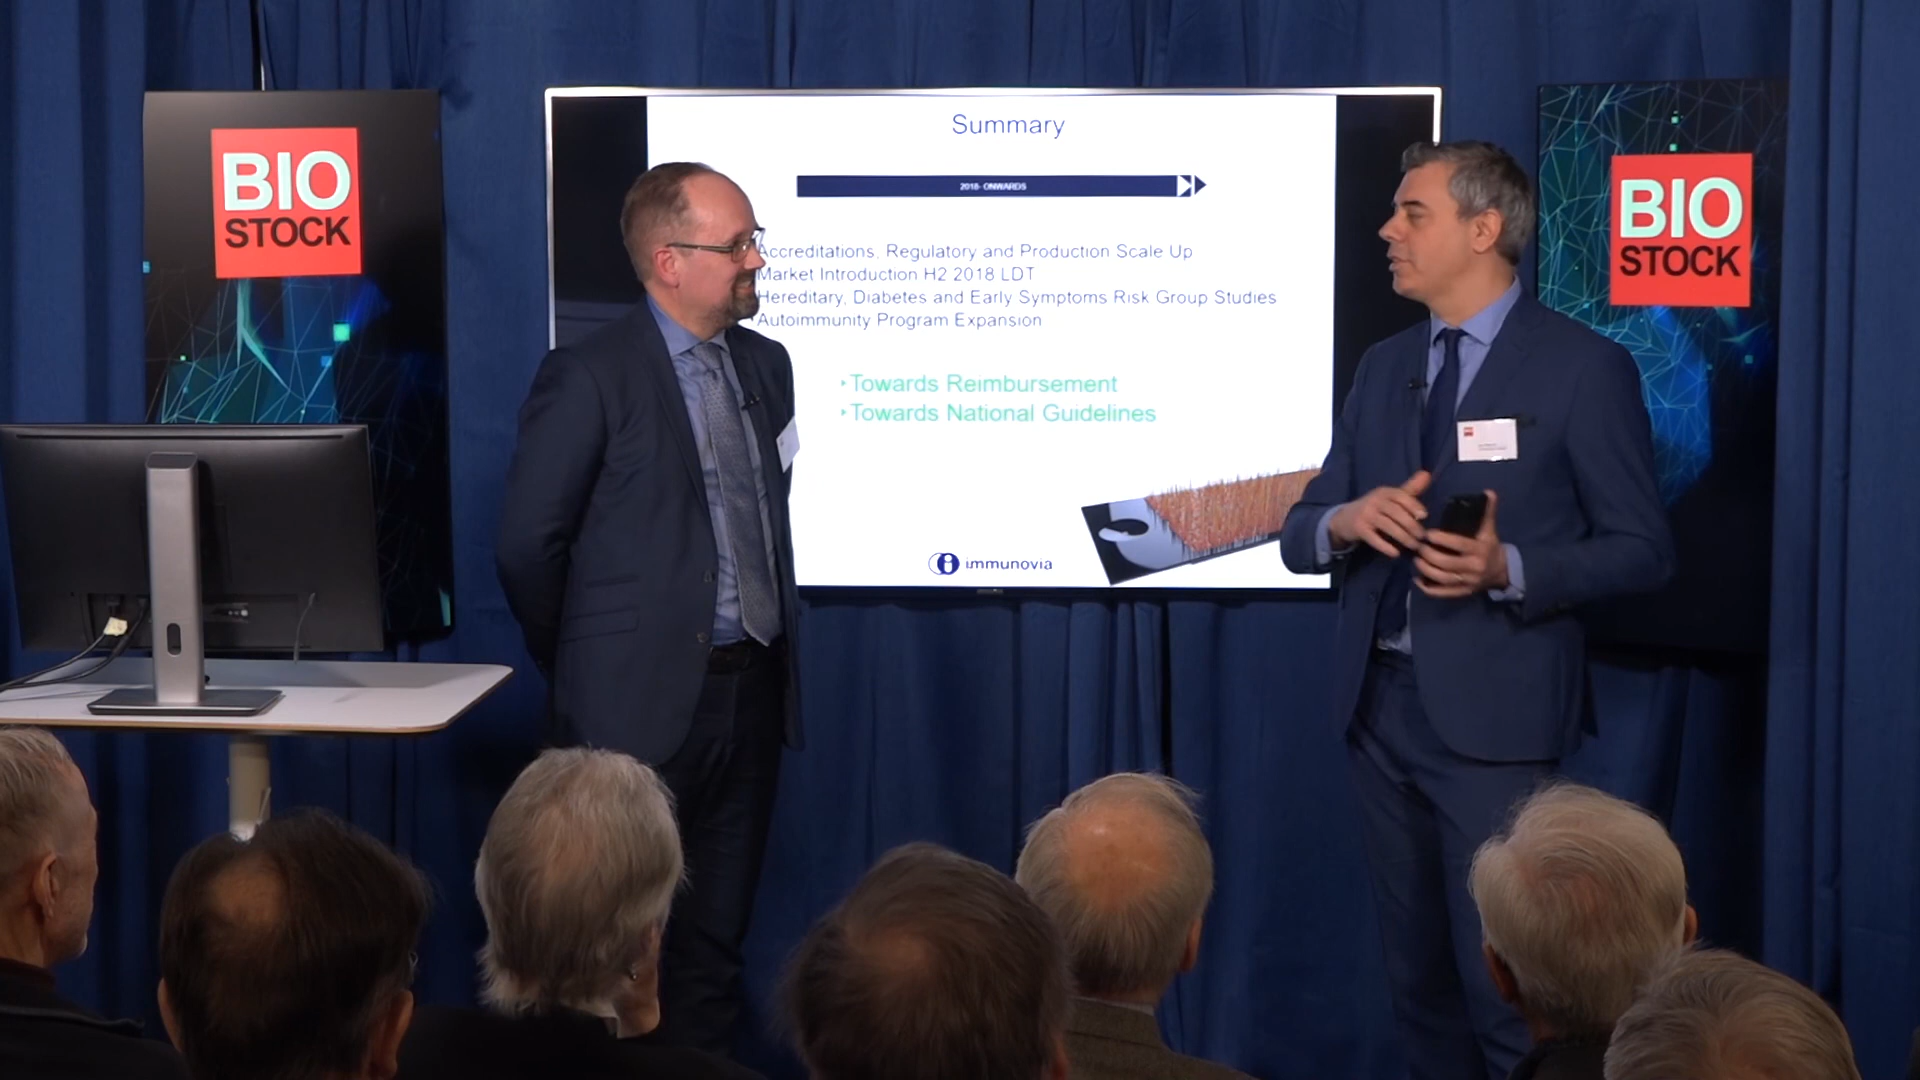 BIO
STOCK
Summary
2018- ONWARDS
Accreditations, Regulatory and Production Scale Up
Market Introduction H2 2018 LDT
Hereditary, Diabetes and Early Symptoms Risk Group Studies
Autoimmunity Program Expansion
Towards Reimbursement
Towards National Guidelines
immunovia
BIO
STOCK